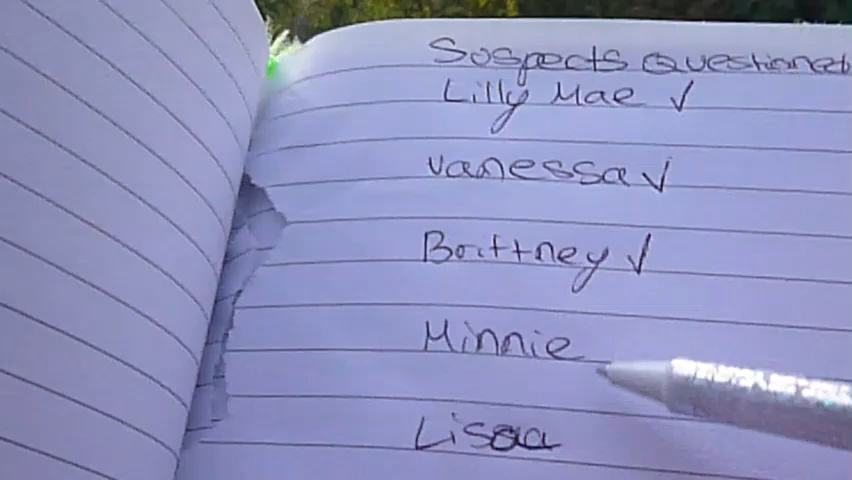 Suspects Questioned
Lilly Mae ✓
Vanessa ✓
Brittney ✓
Minnie
Lisa